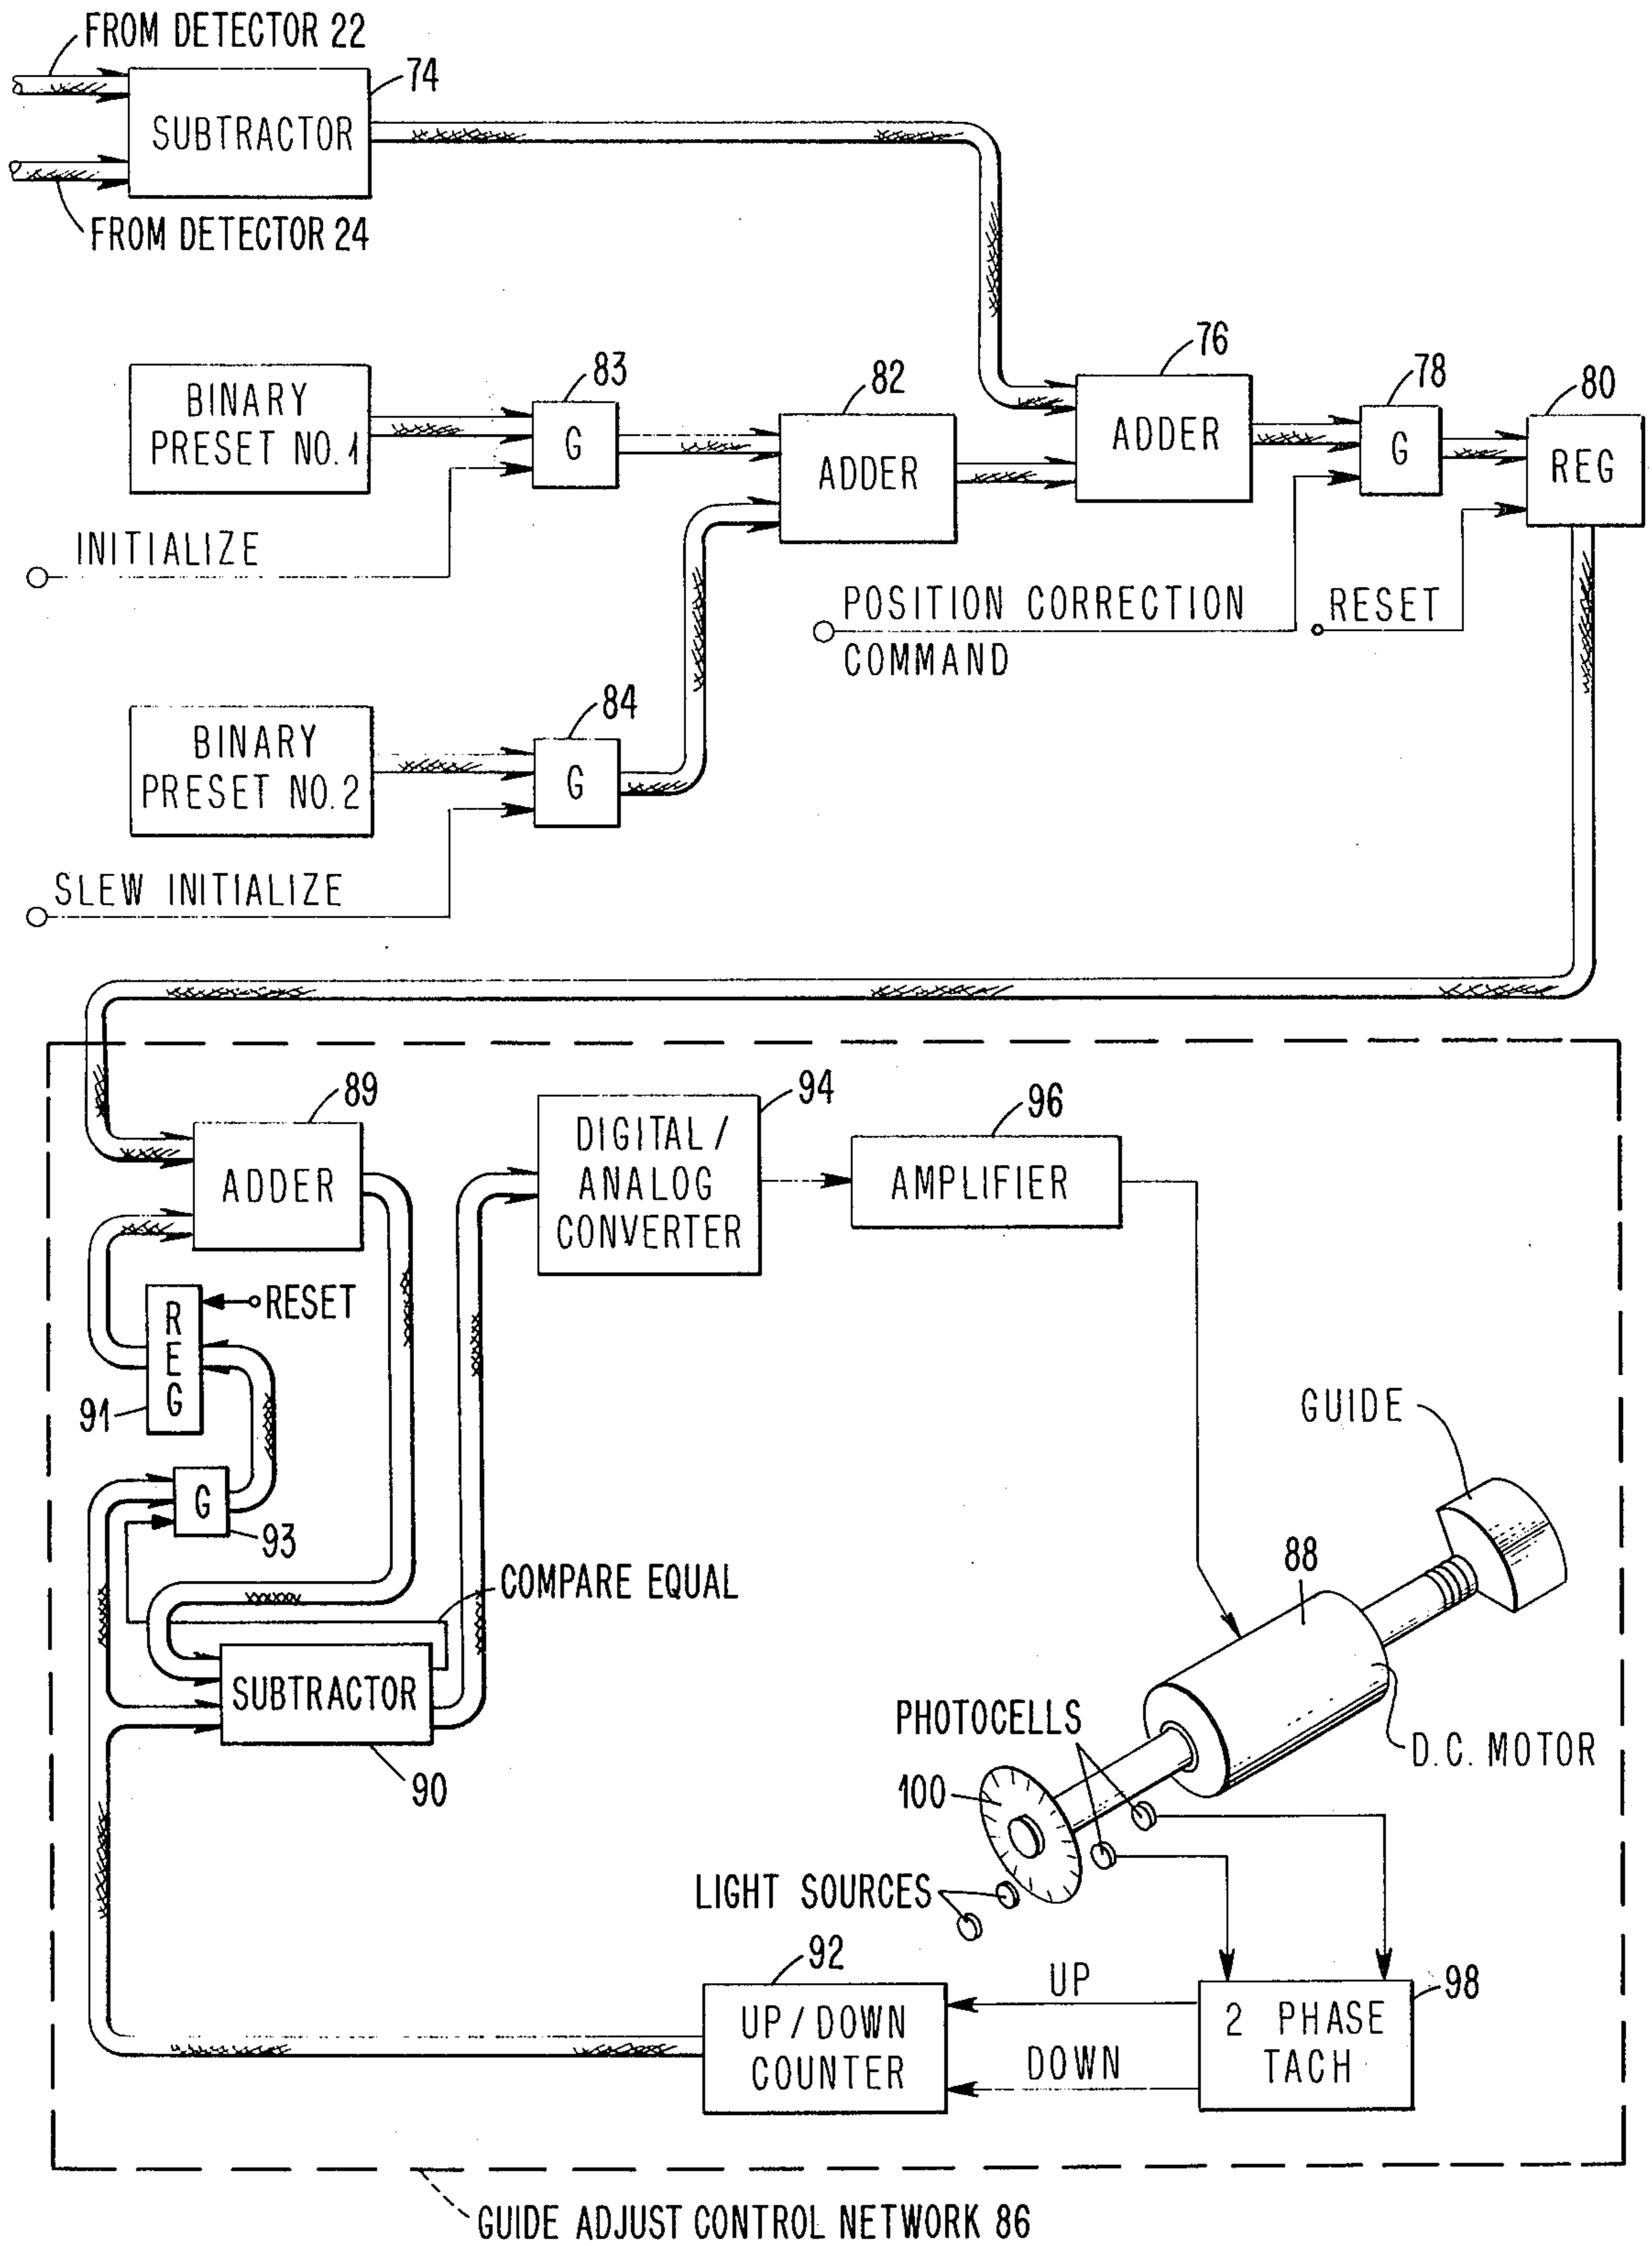 FROM DETECTOR 22
74
SUBTRACTOR
FROM DETECTOR 24
76
78
80
83
82
BINARY
PRESET NO. 1
G
ADDER
ADDER
G
REG
INITIALIZE
POSITION CORRECTION
COMMAND
RESET
84
BINARY
PRESET NO. 2
G
SLEW INITIALIZE
89
94
96
ADDER
DIGITAL /
ANALOG
CONVERTER
AMPLIFIER
RESET
R
E
G
91
GUIDE
G
93
88
COMPARE EQUAL
SUBTRACTOR
90
PHOTOCELLS
D.C. MOTOR
100
LIGHT SOURCES
92
UP
98
UP / DOWN
COUNTER
2 PHASE
TACH
DOWN
GUIDE ADJUST CONTROL NETWORK 86